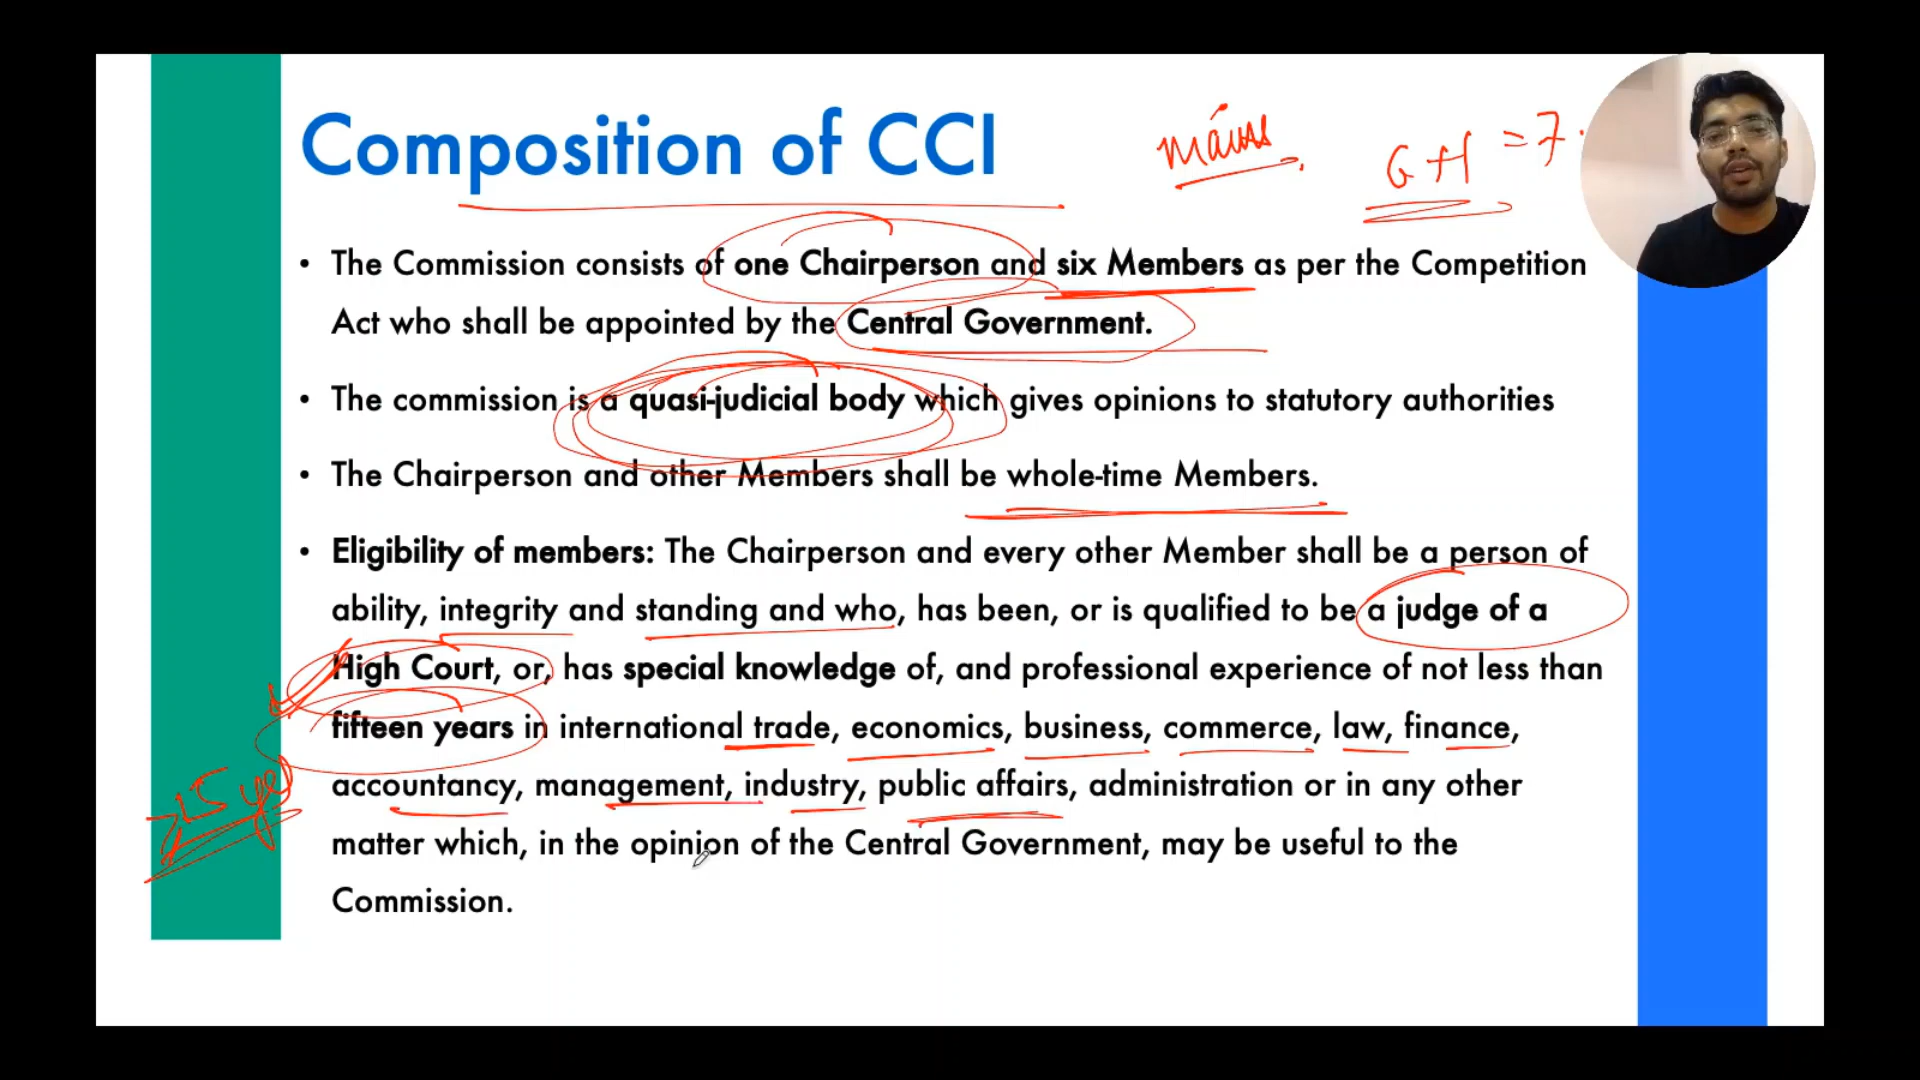 Composition of CCI
mains
6+1 = 7
• The Commission consists of one Chairperson and six Members as per the Competition
Act who shall be appointed by the Central Government.
• The commission is a quasi-judicial body which gives opinions to statutory authorities
• The Chairperson and other Members shall be whole-time Members.
• Eligibility of members: The Chairperson and every other Member shall be a person of
ability, integrity and standing and who, has been, or is qualified to be a judge of a
High Court, or, has special knowledge of, and professional experience of not less than
fifteen years in international trade, economics, business, commerce, law, finance,
accountancy, management, industry, public affairs, administration or in any other
matter which, in the opinion of the Central Government, may be useful to the
Commission.
15